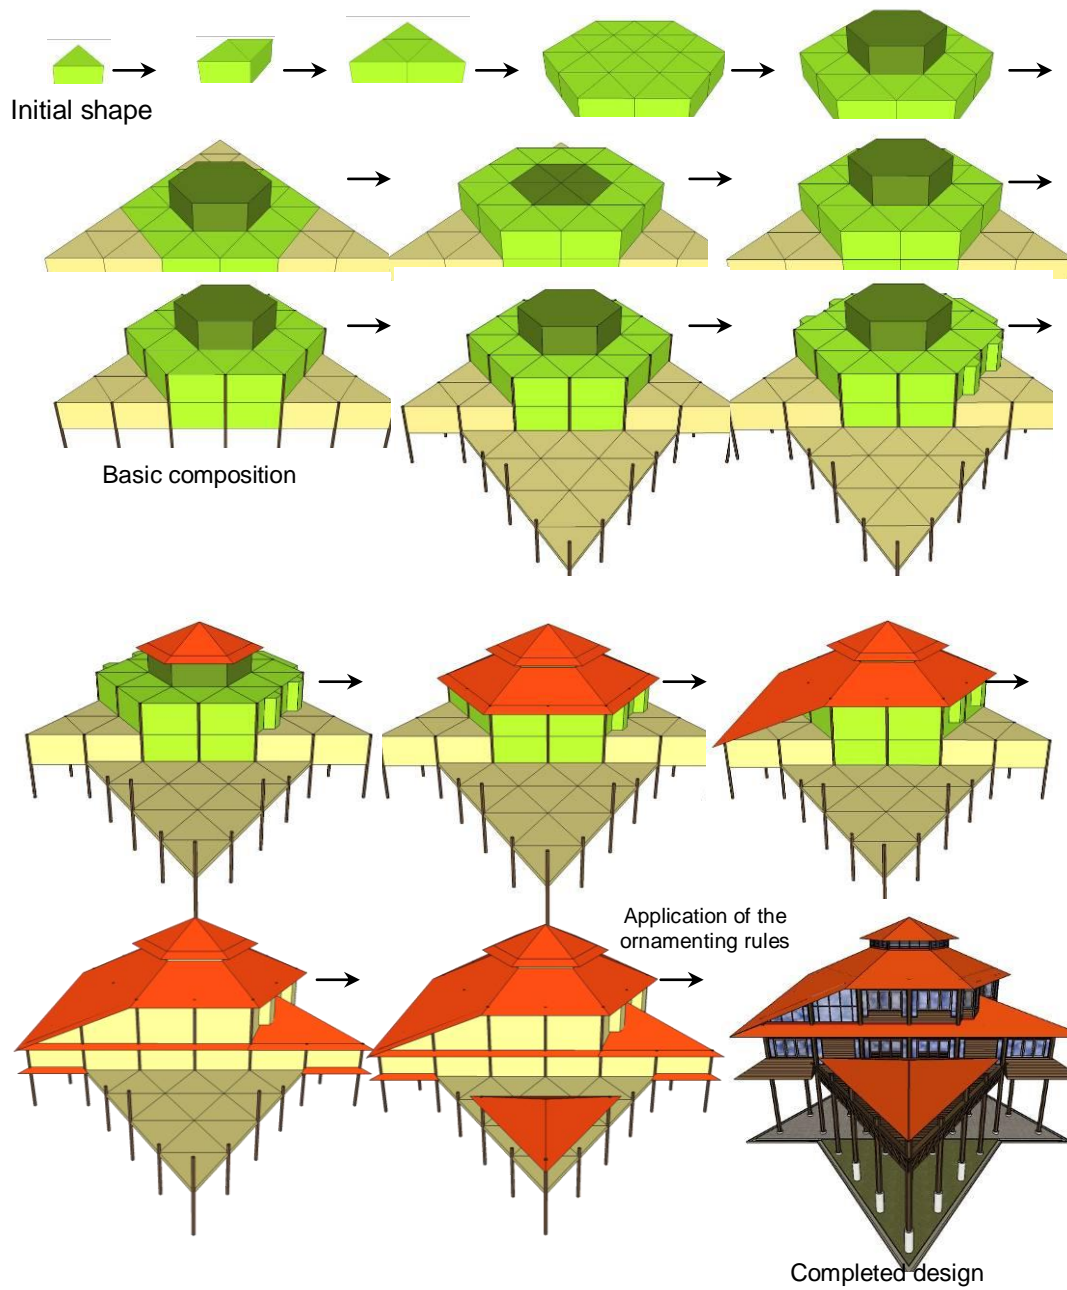 Initial shape
Basic composition
Application of the
ornamenting rules
Completed design